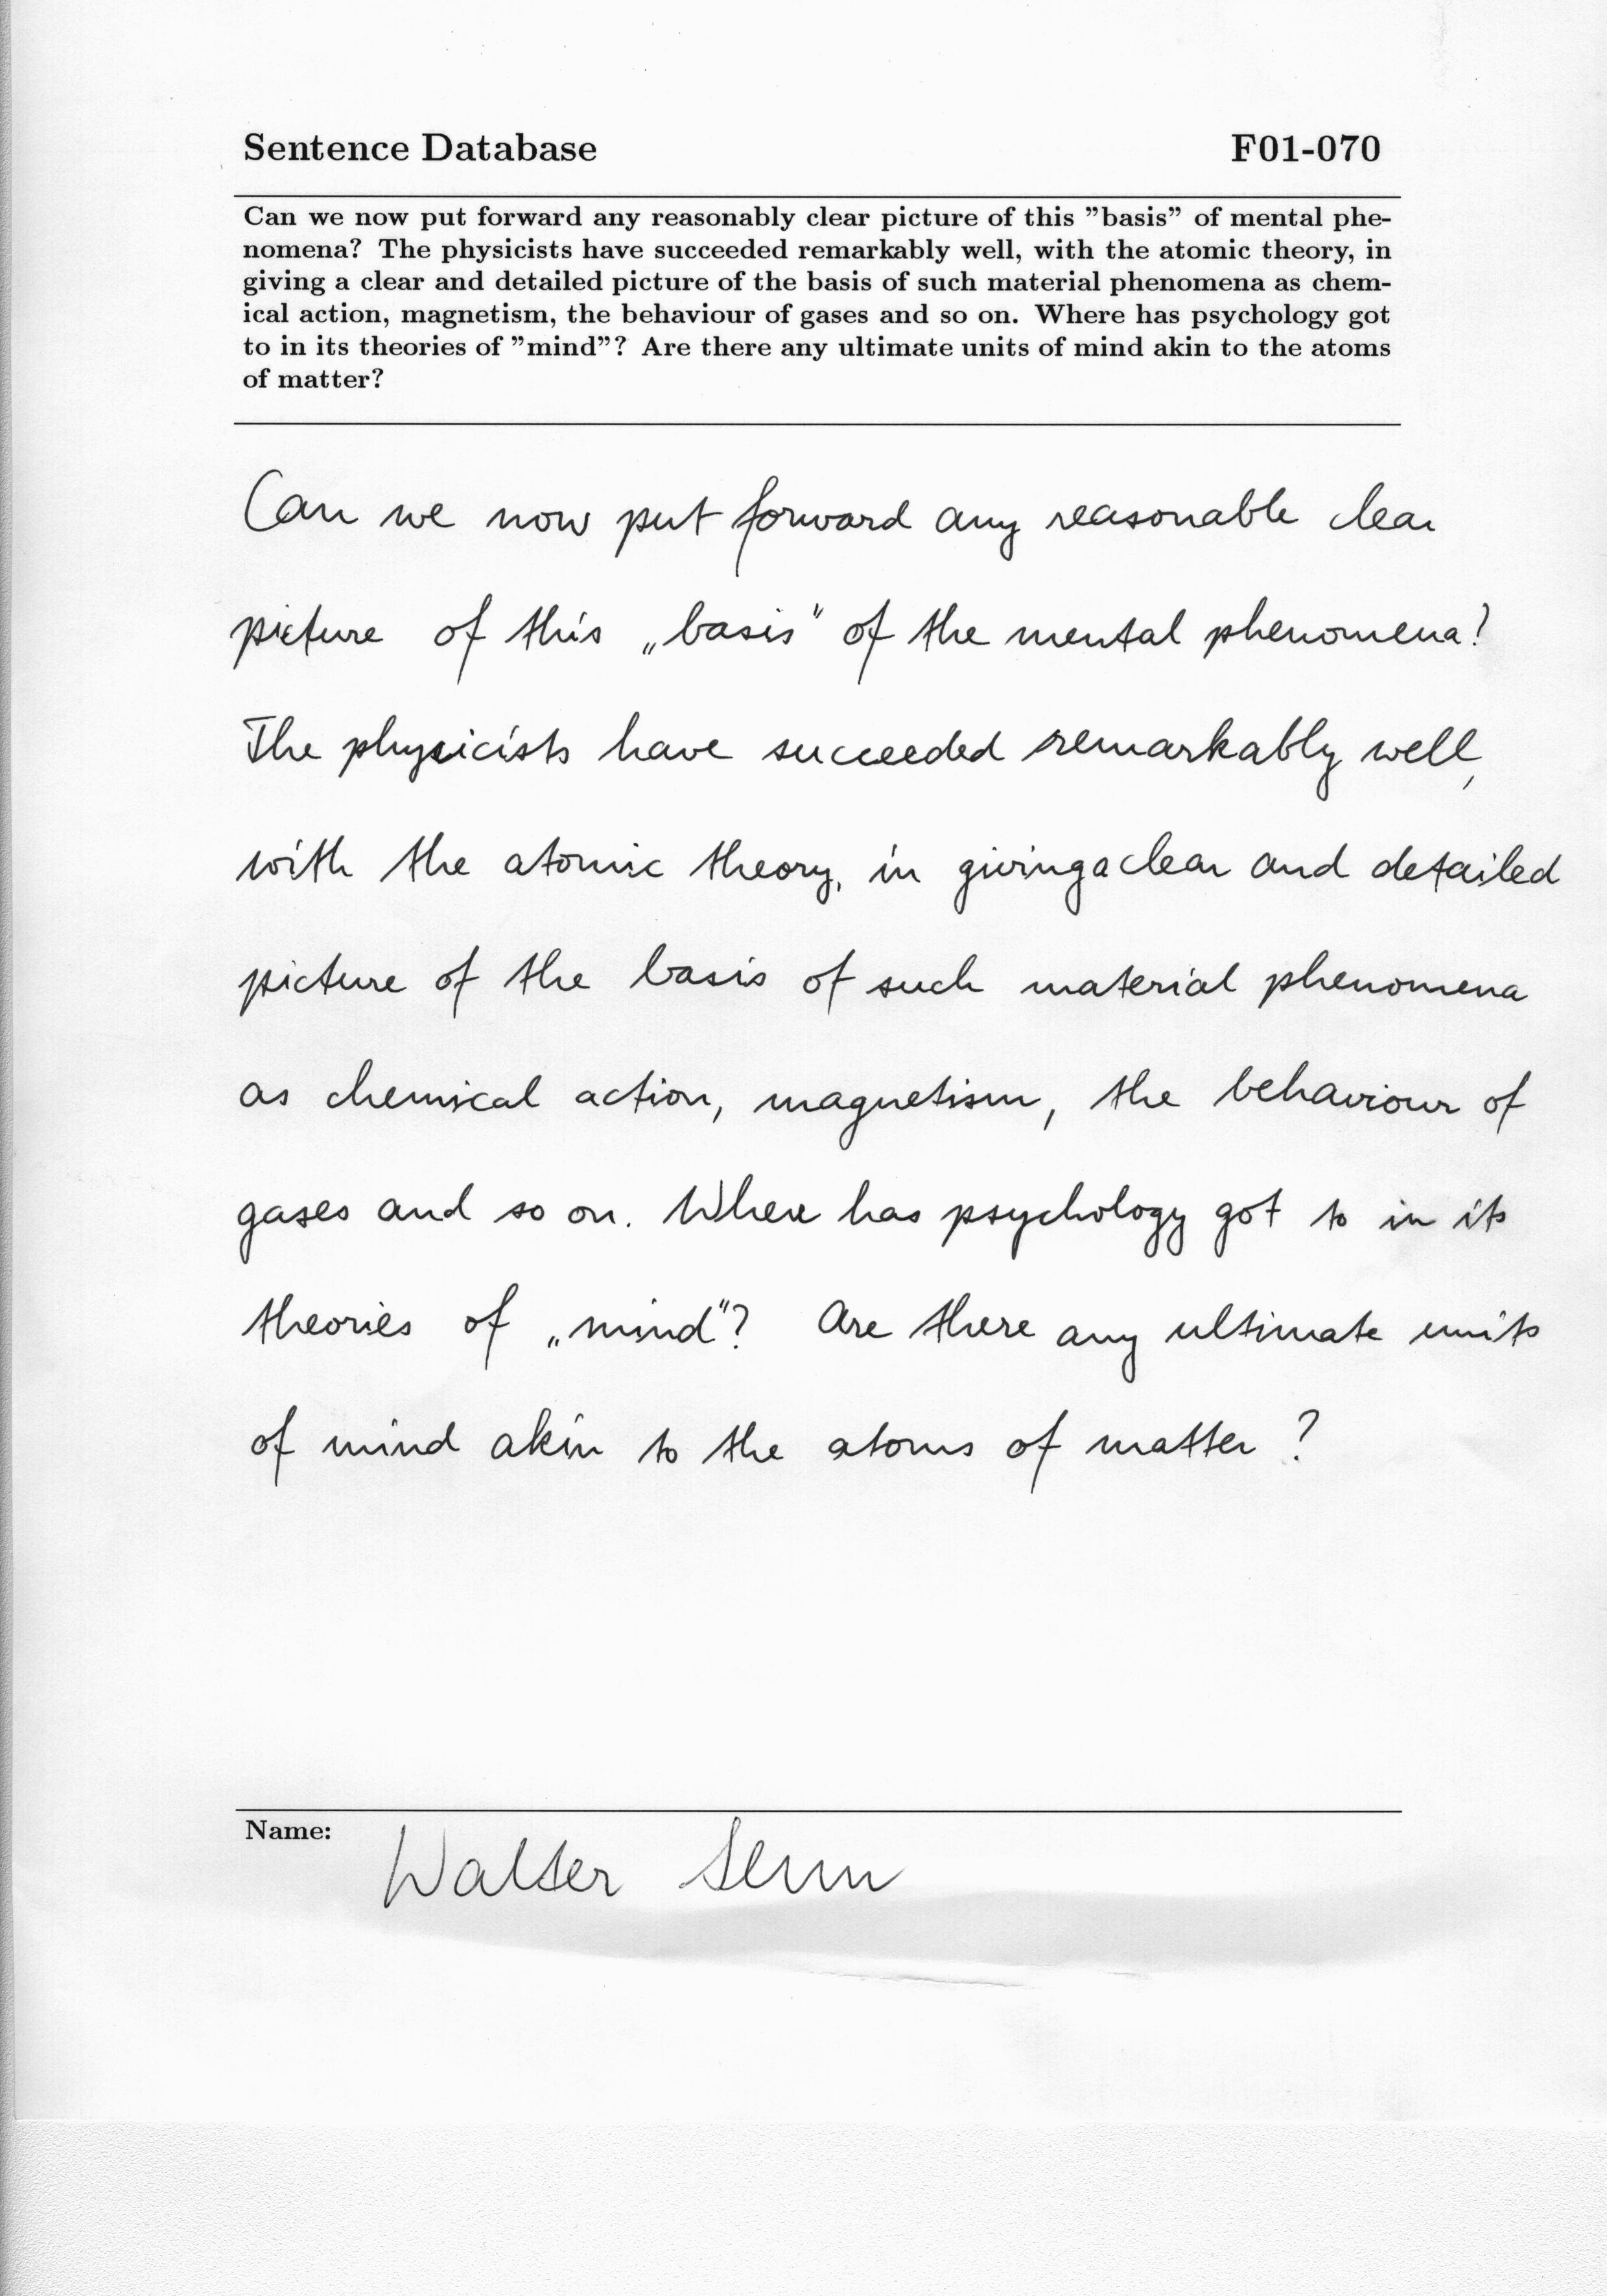 Sentence Database F01-070
Can we now put forward any reasonably clear picture of this ”basis” of mental phe-
nomena? The physicists have succeeded remarkably well, with the atomic theory, in
giving a clear and detailed picture of the basis of such material phenomena as chem-
ical action, magnetism, the behaviour of gases and so on. Where has psychology got
to in its theories of ”mind”? Are there any ultimate units of mind akin to the atoms
of matter?
Can we now put forward any reasonable clear
picture of this „basis“ of the mental phenomena?
The physicists have succeeded remarkably well,
with the atomic theory, in giving a clear and detailed
picture of the basis of such material phenomena
as chemical action, magnetism, the behaviour of
gases and so on. Where has psychology got to in its
theories of „mind“? Are there any ultimate units
of mind akin to the atoms of matter ?
Name: Walter Senn